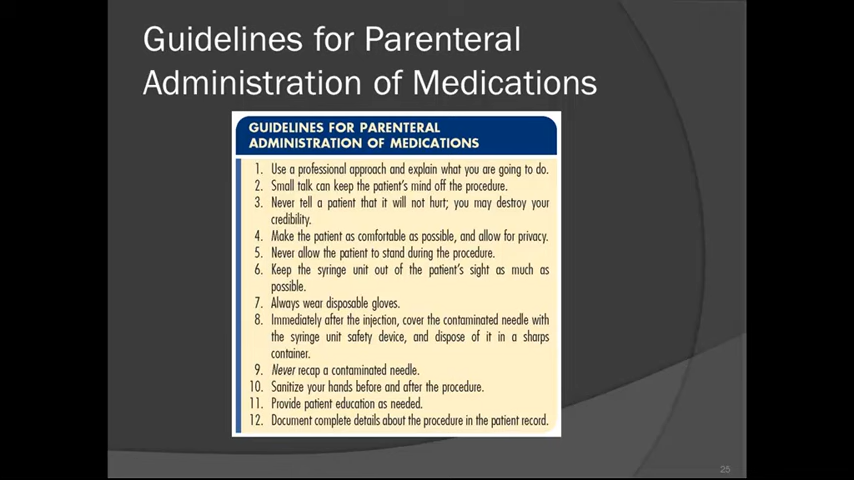 Guidelines for Parenteral
Administration of Medications
GUIDELINES FOR PARENTERAL
ADMINISTRATION OF MEDICATIONS
1. Use a professional approach and explain what you are going to do.
2. Small talk can keep the patient's mind off the procedure.
3. Never tell a patient that it will not hurt; you may destroy your
credibility.
4. Make the patient as comfortable as possible, and allow for privacy.
5. Never allow the patient to stand during the procedure.
6. Keep the syringe unit out of the patient's sight as much as
possible.
7. Always wear disposable gloves.
8. Immediately after the injection, cover the contaminated needle with
the syringe unit safety device, and dispose of it in a sharps
container.
9. Never recap a contaminated needle.
10. Sanitize your hands before and after the procedure.
11. Provide patient education as needed.
12. Document complete details about the procedure in the patient record.
25